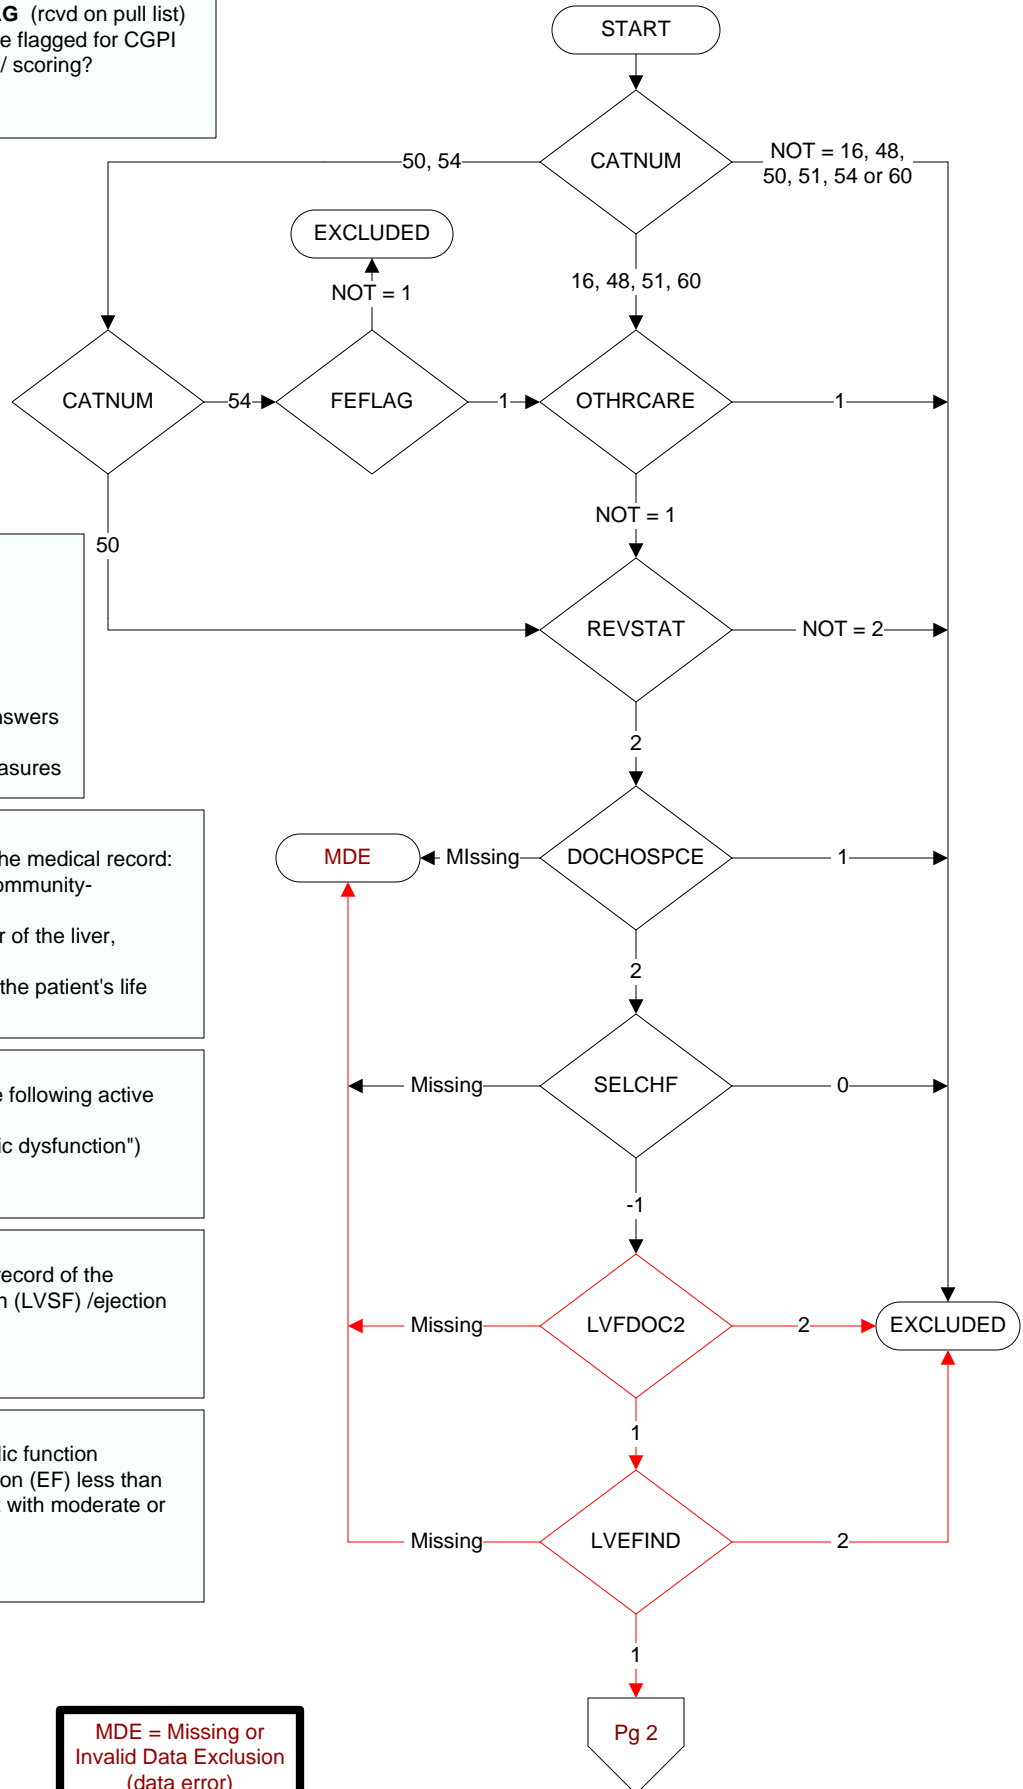 AG (rcvd on pull list)
e flagged for CGPI
/ scoring?
START
CATNUM
50, 54
NOT = 16, 48,
50, 51, 54 or 60
EXCLUDED
NOT = 1
16, 48, 51, 60
CATNUM
54
FEFLAG
1
OTHRCARE
1
NOT = 1
50
REVSTAT
NOT = 2
nswers
asures
2
he medical record:
ommunity-
r of the liver,
the patient's life
MDE
MIssing
DOCHOSPCE
1
2
e following active
ic dysfunction")
Missing
SELCHF
0
-1
record of the
n (LVSF) /ejection
Missing
LVFDOC2
2
EXCLUDED
1
lic function
on (EF) less than
t with moderate or
Missing
LVEFIND
2
1
Pg 2
MDE = Missing or
Invalid Data Exclusion
(data error)